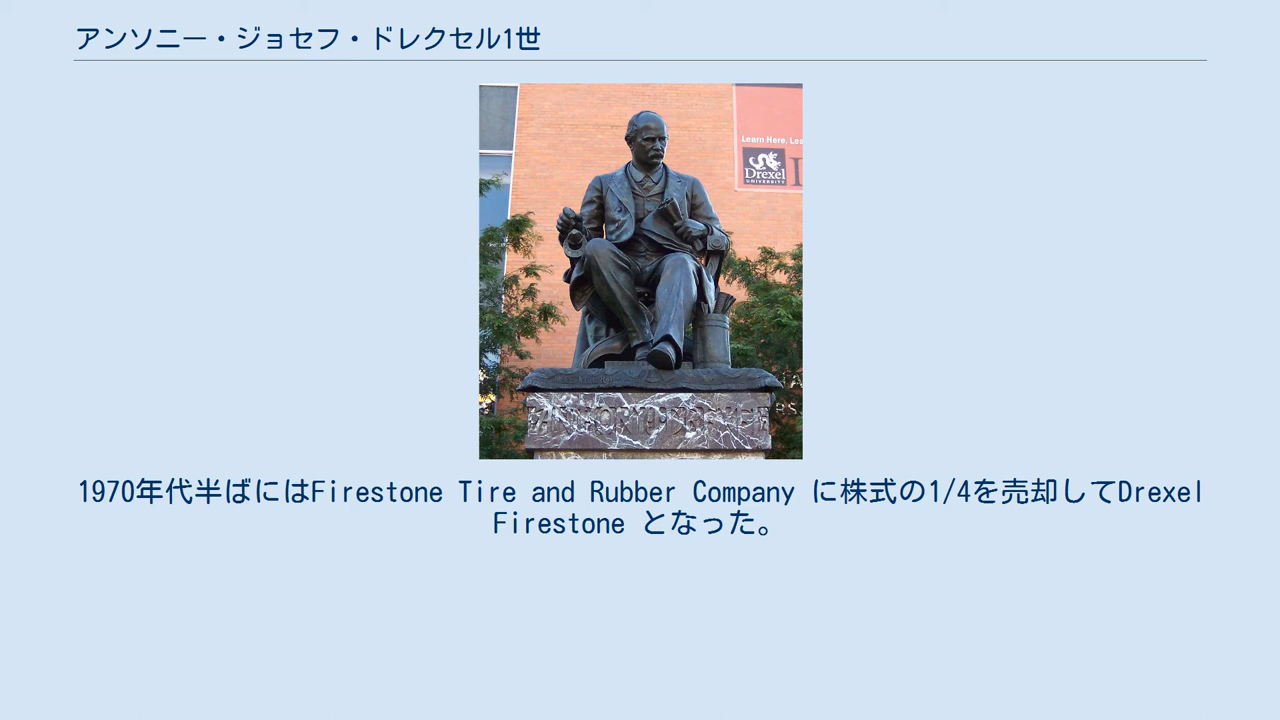 アンソニー・ジョセフ・ドレクセル1世
Learn Here, Lea
Drexel
UNIVERSITY
1970年代半ばにはFirestone Tire and Rubber Company に株式の1/4を売却してDrexel
Firestone となった。